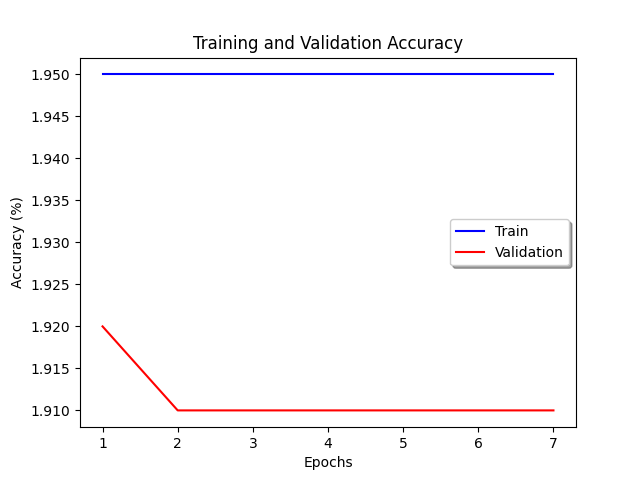 Training and Validation Accuracy
Accuracy (%)
1.950
1.945
1.940
1.935
1.930
1.925
1.920
1.915
1.910
Train
Validation
1 2 3 4 5 6 7
Epochs